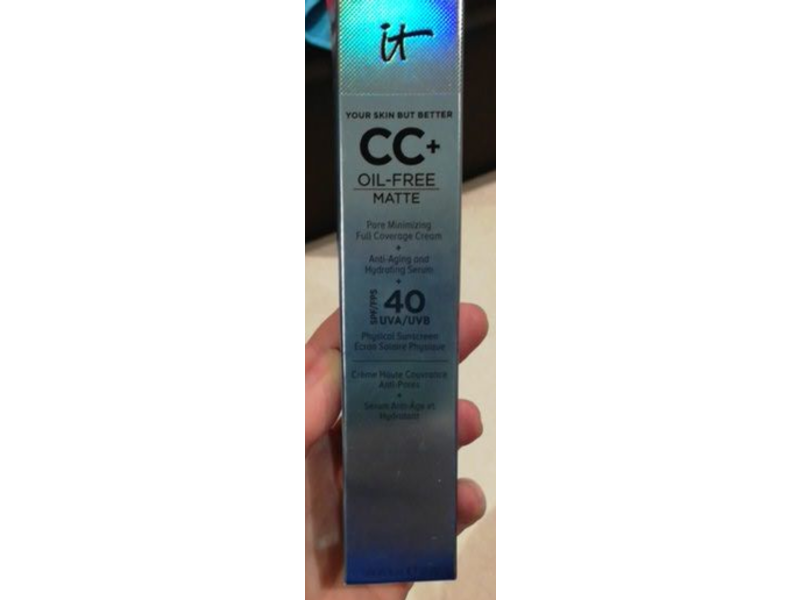 it
YOUR SKIN BUT BETTER
CC+
OIL-FREE
MATTE
Pore Minimizing
Full Coverage Cream
+
Anti-Aging and
Hydrating Serum
+
SPF/FPS
40
UVA/UVB
Physical Sunscreen
Écran Solaire Physique
Crème Haute Couvrance
Anti-Pores
+
Sérum Anti-Âge et
Hydratant